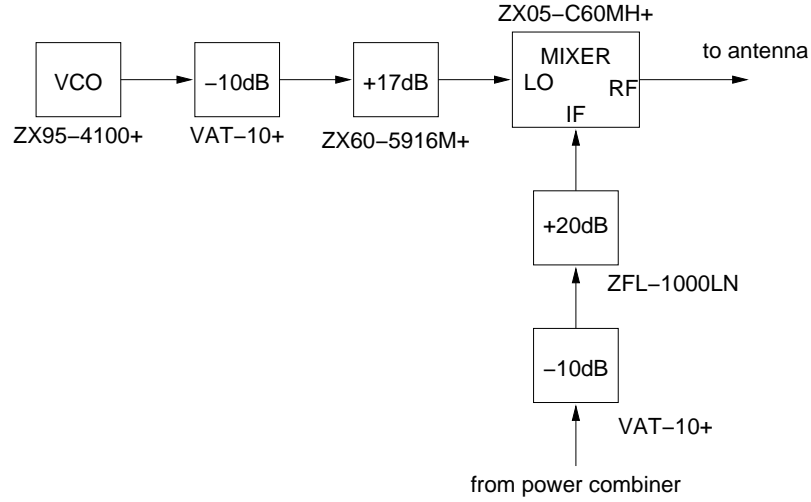 ZX05−C60MH+
to antenna
VCO
−10dB
+17dB
MIXER
LO
RF
IF
ZX95−4100+
VAT−10+
ZX60−5916M+
+20dB
ZFL−1000LN
−10dB
VAT−10+
from power combiner